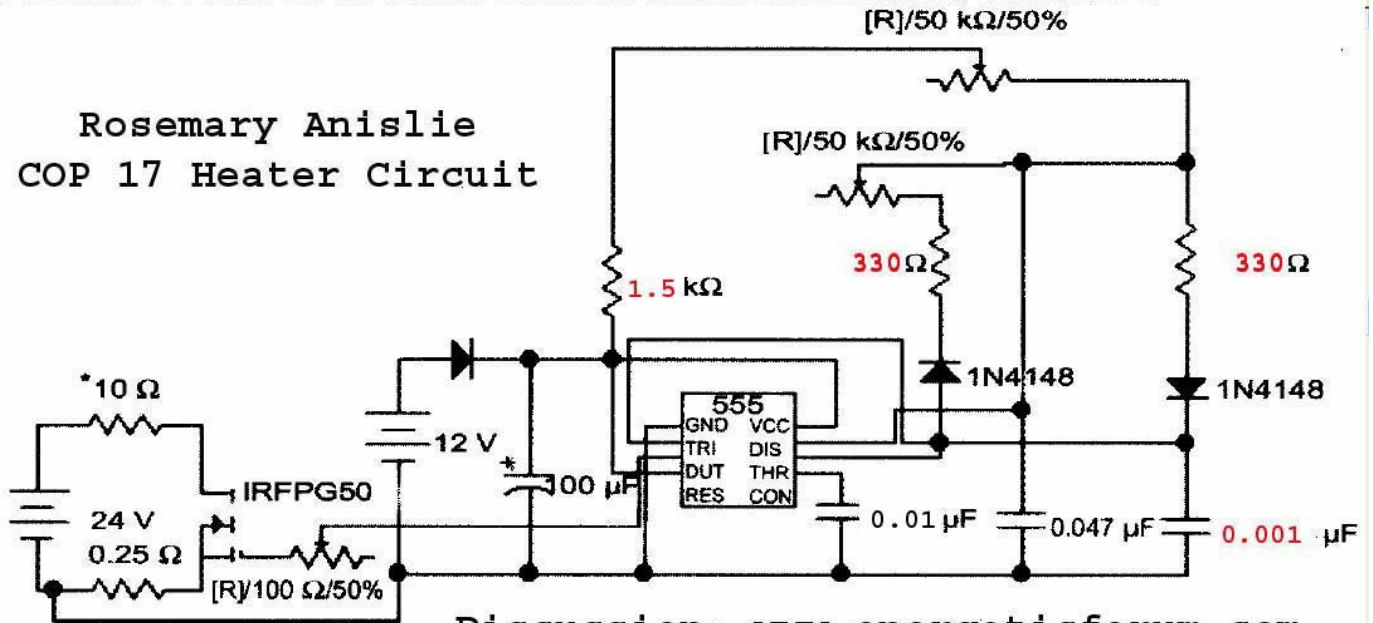 [R]/50 kΩ/50%
Rosemary Anislie
COP 17 Heater Circuit
[R]/50 kΩ/50%
330Ω
330Ω
1.5 kΩ
1N4148
1N4148
*10 Ω
12 V
555
GND VCC
TRI DIS
DUT THR
RES CON
*
100 µF
IRFPG50
24 V
0.25 Ω
[R]/100 Ω/50%
0.01 µF
0.047 µF
0.001 µF